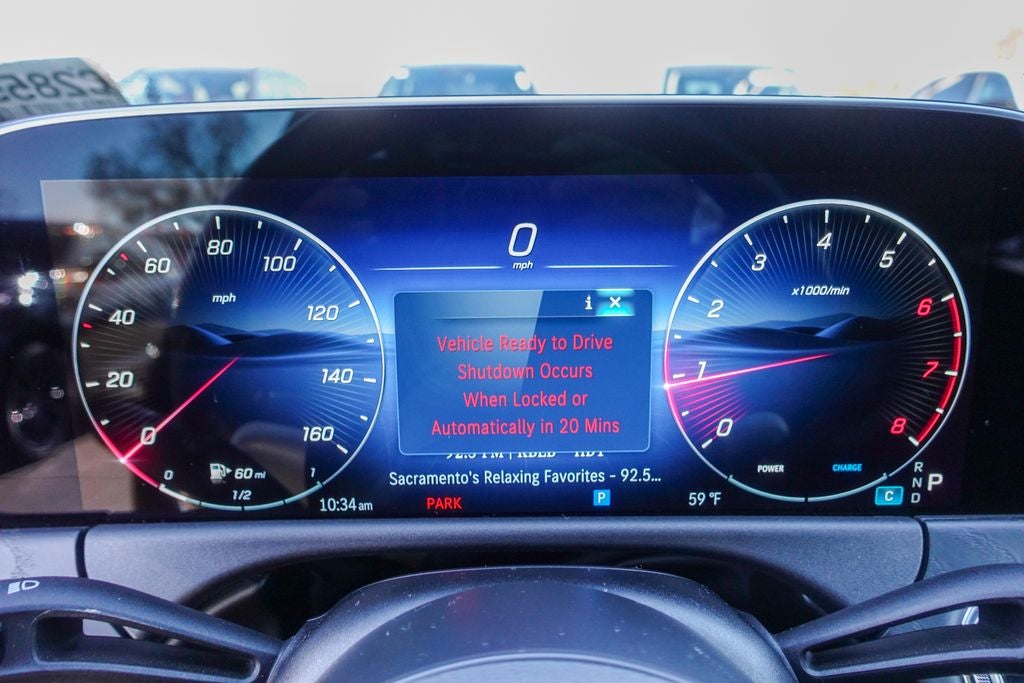 0
mph
i ×
Vehicle Ready to Drive
Shutdown Occurs
When Locked or
Automatically in 20 Mins
Sacramento's Relaxing Favorites - 92.5...
0 20 40 60 80 100 120 140 160
mph
0 1/2 1
60 mi
10:34 am
PARK
P
59 °F
0 1 2 3 4 5 6 7 8
x1000/min
POWER
CHARGE
C
R
N
D
P